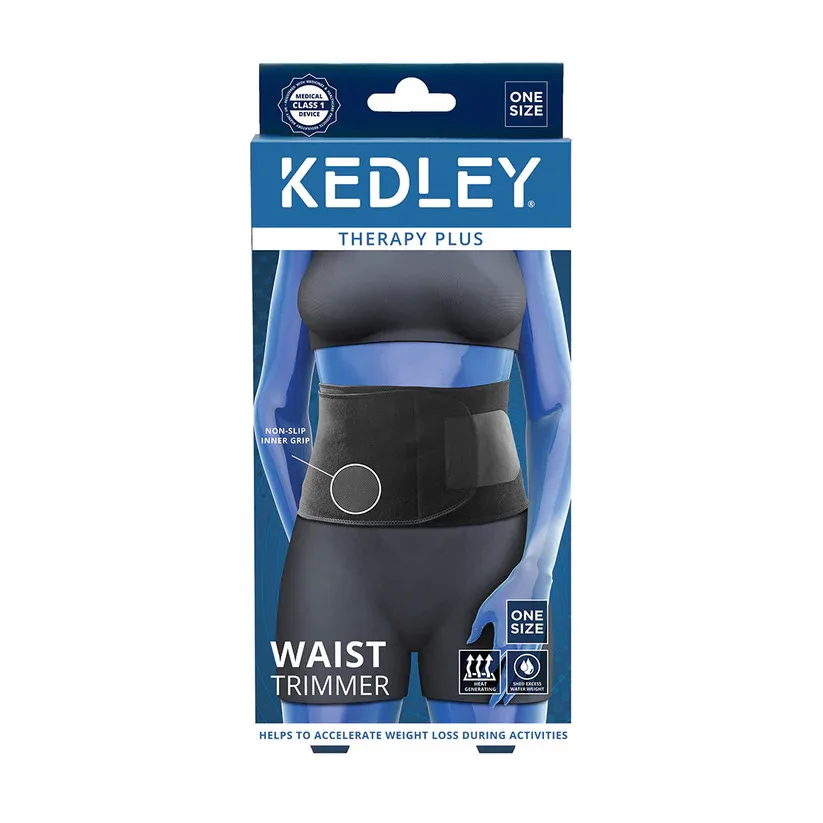 MEDICAL
CLASS 1
DEVICE
ONE
SIZE
KEDLEY®
THERAPY PLUS
NON-SLIP
INNER GRIP
ONE
SIZE
WAIST
TRIMMER
HEAT
GENERATING
SHED EXCESS
WATER WEIGHT
HELPS TO ACCELERATE WEIGHT LOSS DURING ACTIVITIES